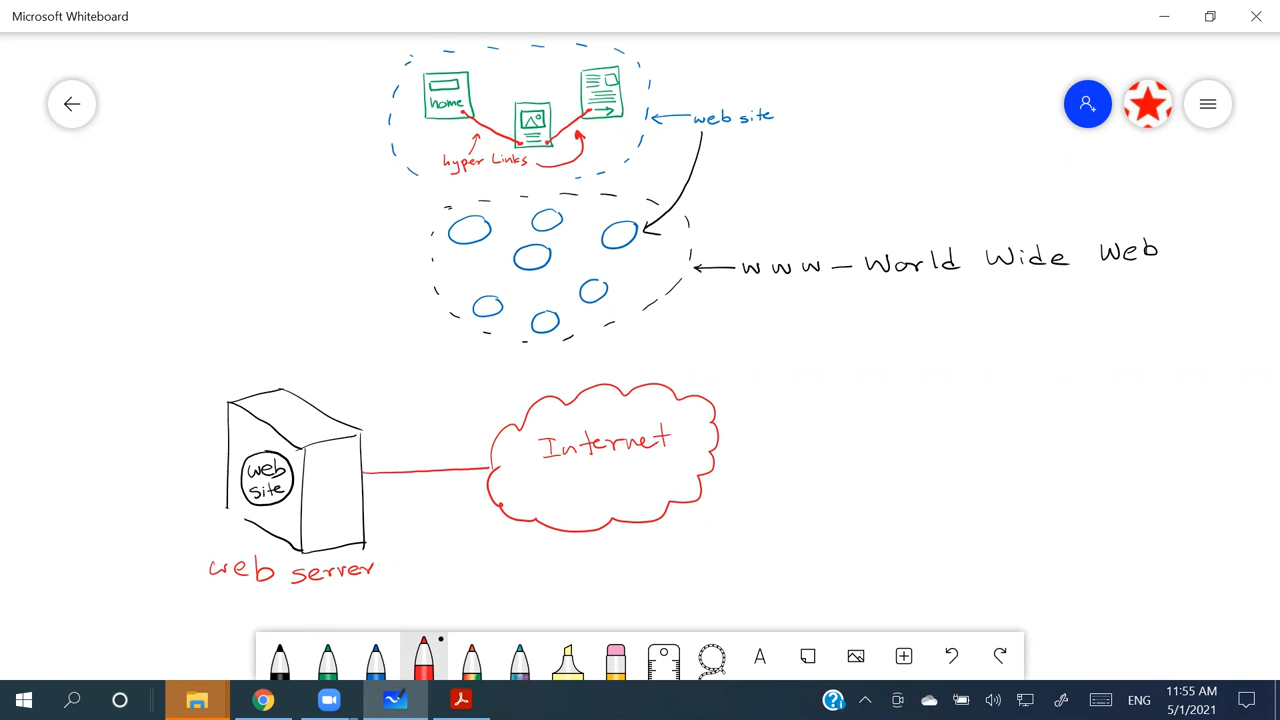 Microsoft Whiteboard
home
hyper Links
web site
www - World Wide Web
Internet
web
site
web server
A
ENG
11:55 AM
5/1/2021